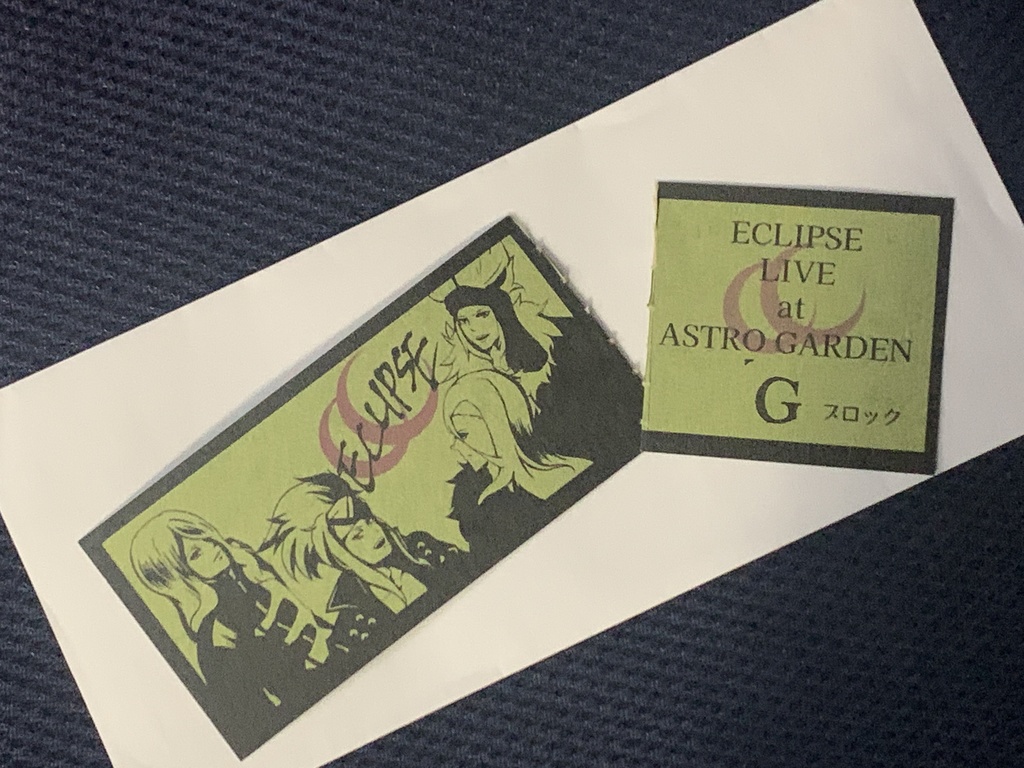 ECLIPSE
ECLIPSE
LIVE
at
ASTRO GARDEN
G ブロック